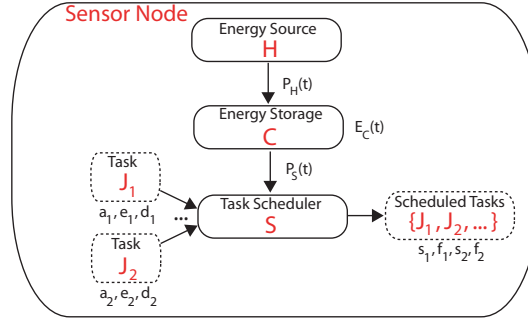 Sensor Node
Energy Source
H
P_H(t)
Energy Storage
C
E_C(t)
P_S(t)
Task
J_1
a_1, e_1, d_1
...
Task Scheduler
S
Scheduled Tasks
{J_1, J_2, ...}
s_1, f_1, s_2, f_2
Task
J_2
a_2, e_2, d_2